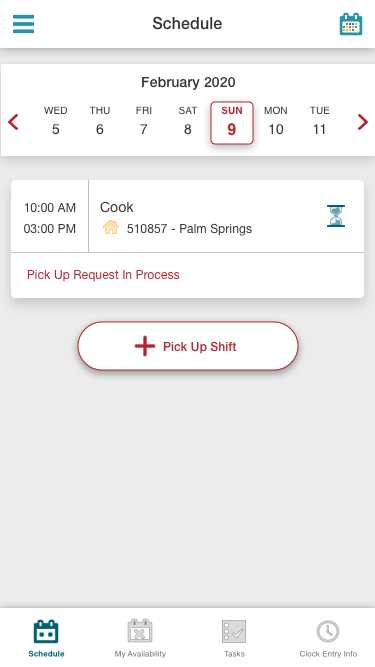 Schedule
February 2020
WED THU FRI SAT SUN MON TUE
5 6 7 8 9 10 11
10:00 AM Cook
03:00 PM 510857 - Palm Springs
Pick Up Request In Process
Pick Up Shift
Schedule My Availability Tasks Clock Entry Info